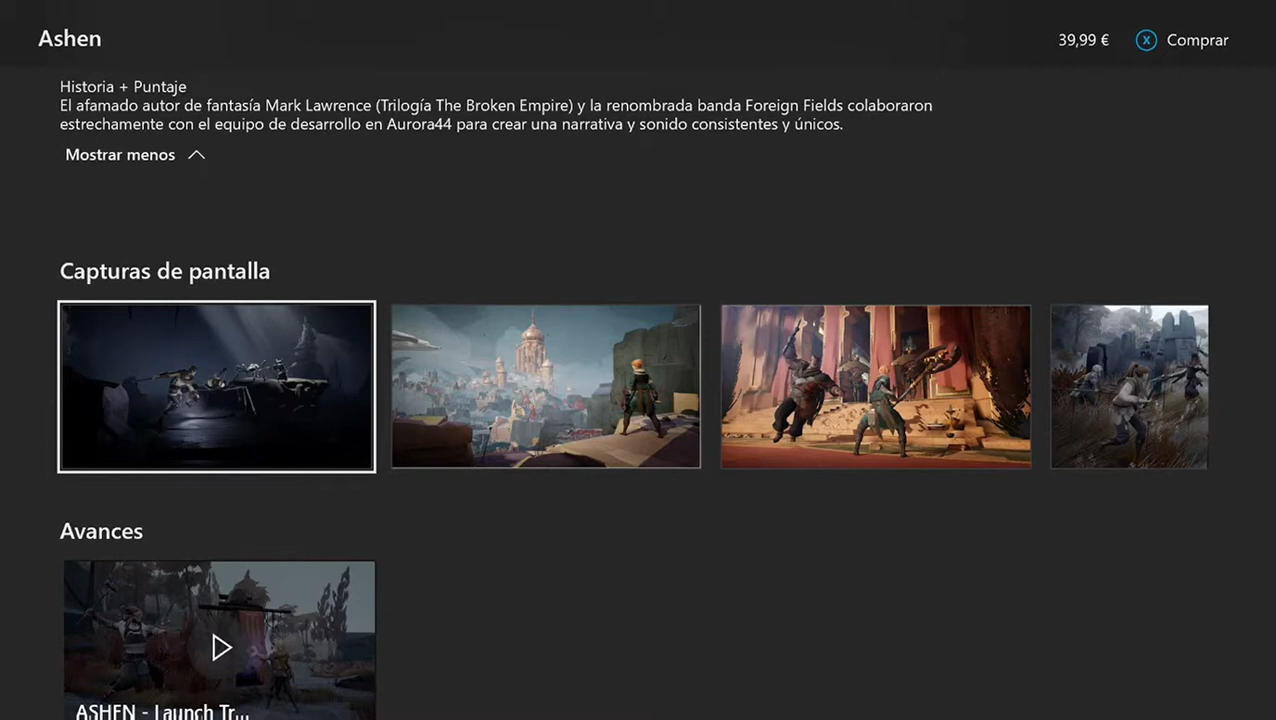 Ashen
39,99 €
X Comprar
Historia + Puntaje
El afamado autor de fantasía Mark Lawrence (Trilogía The Broken Empire) y la renombrada banda Foreign Fields colaboraron
estrechamente con el equipo de desarrollo en Aurora44 para crear una narrativa y sonido consistentes y únicos.
Mostrar menos
Capturas de pantalla
Avances
ASHEN - Launch Tr...